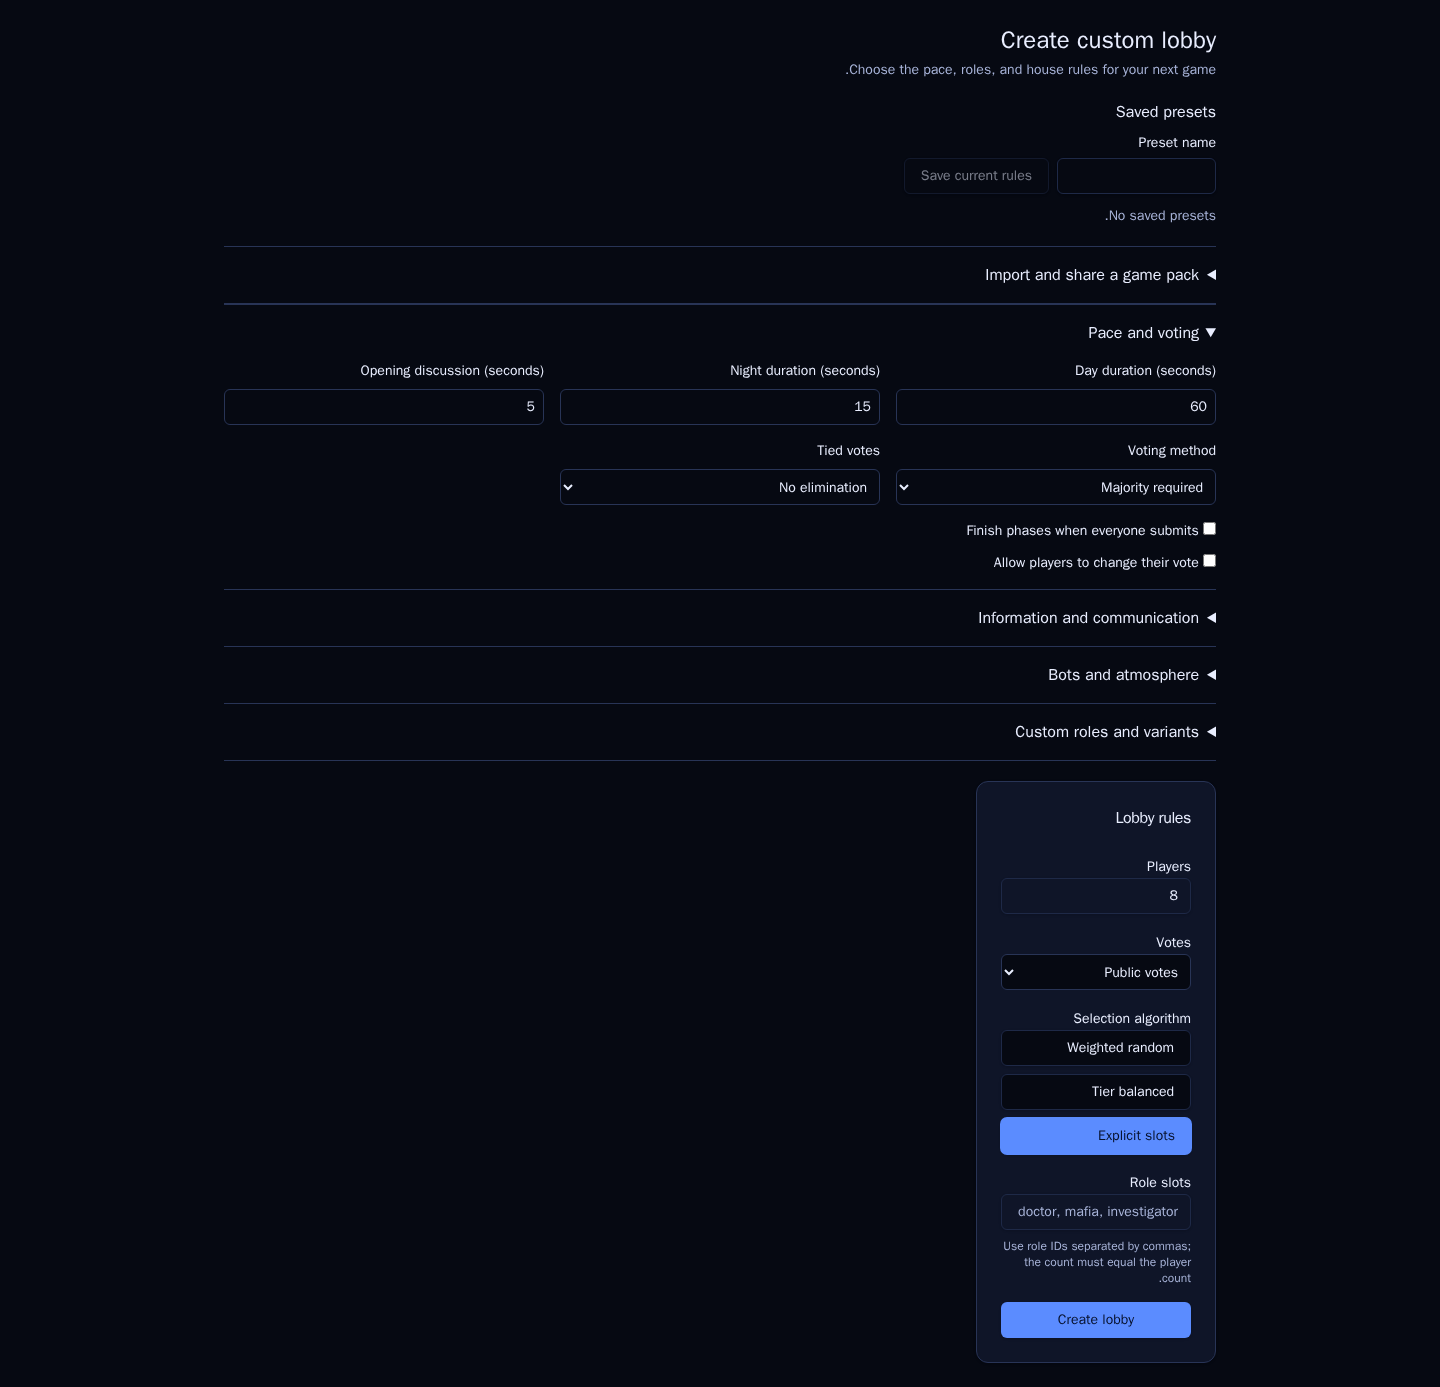 Create custom lobby
.Choose the pace, roles, and house rules for your next game
Saved presets
Preset name
Save current rules
.No saved presets
Import and share a game pack
Pace and voting
Day duration (seconds)
60
Night duration (seconds)
15
Opening discussion (seconds)
5
Voting method
Majority required
Tied votes
No elimination
Finish phases when everyone submits
Allow players to change their vote
Information and communication
Bots and atmosphere
Custom roles and variants
Lobby rules
Players
8
Votes
Public votes
Selection algorithm
Weighted random
Tier balanced
Explicit slots
Role slots
doctor, mafia, investigator
Use role IDs separated by commas;
the count must equal the player
.count
Create lobby